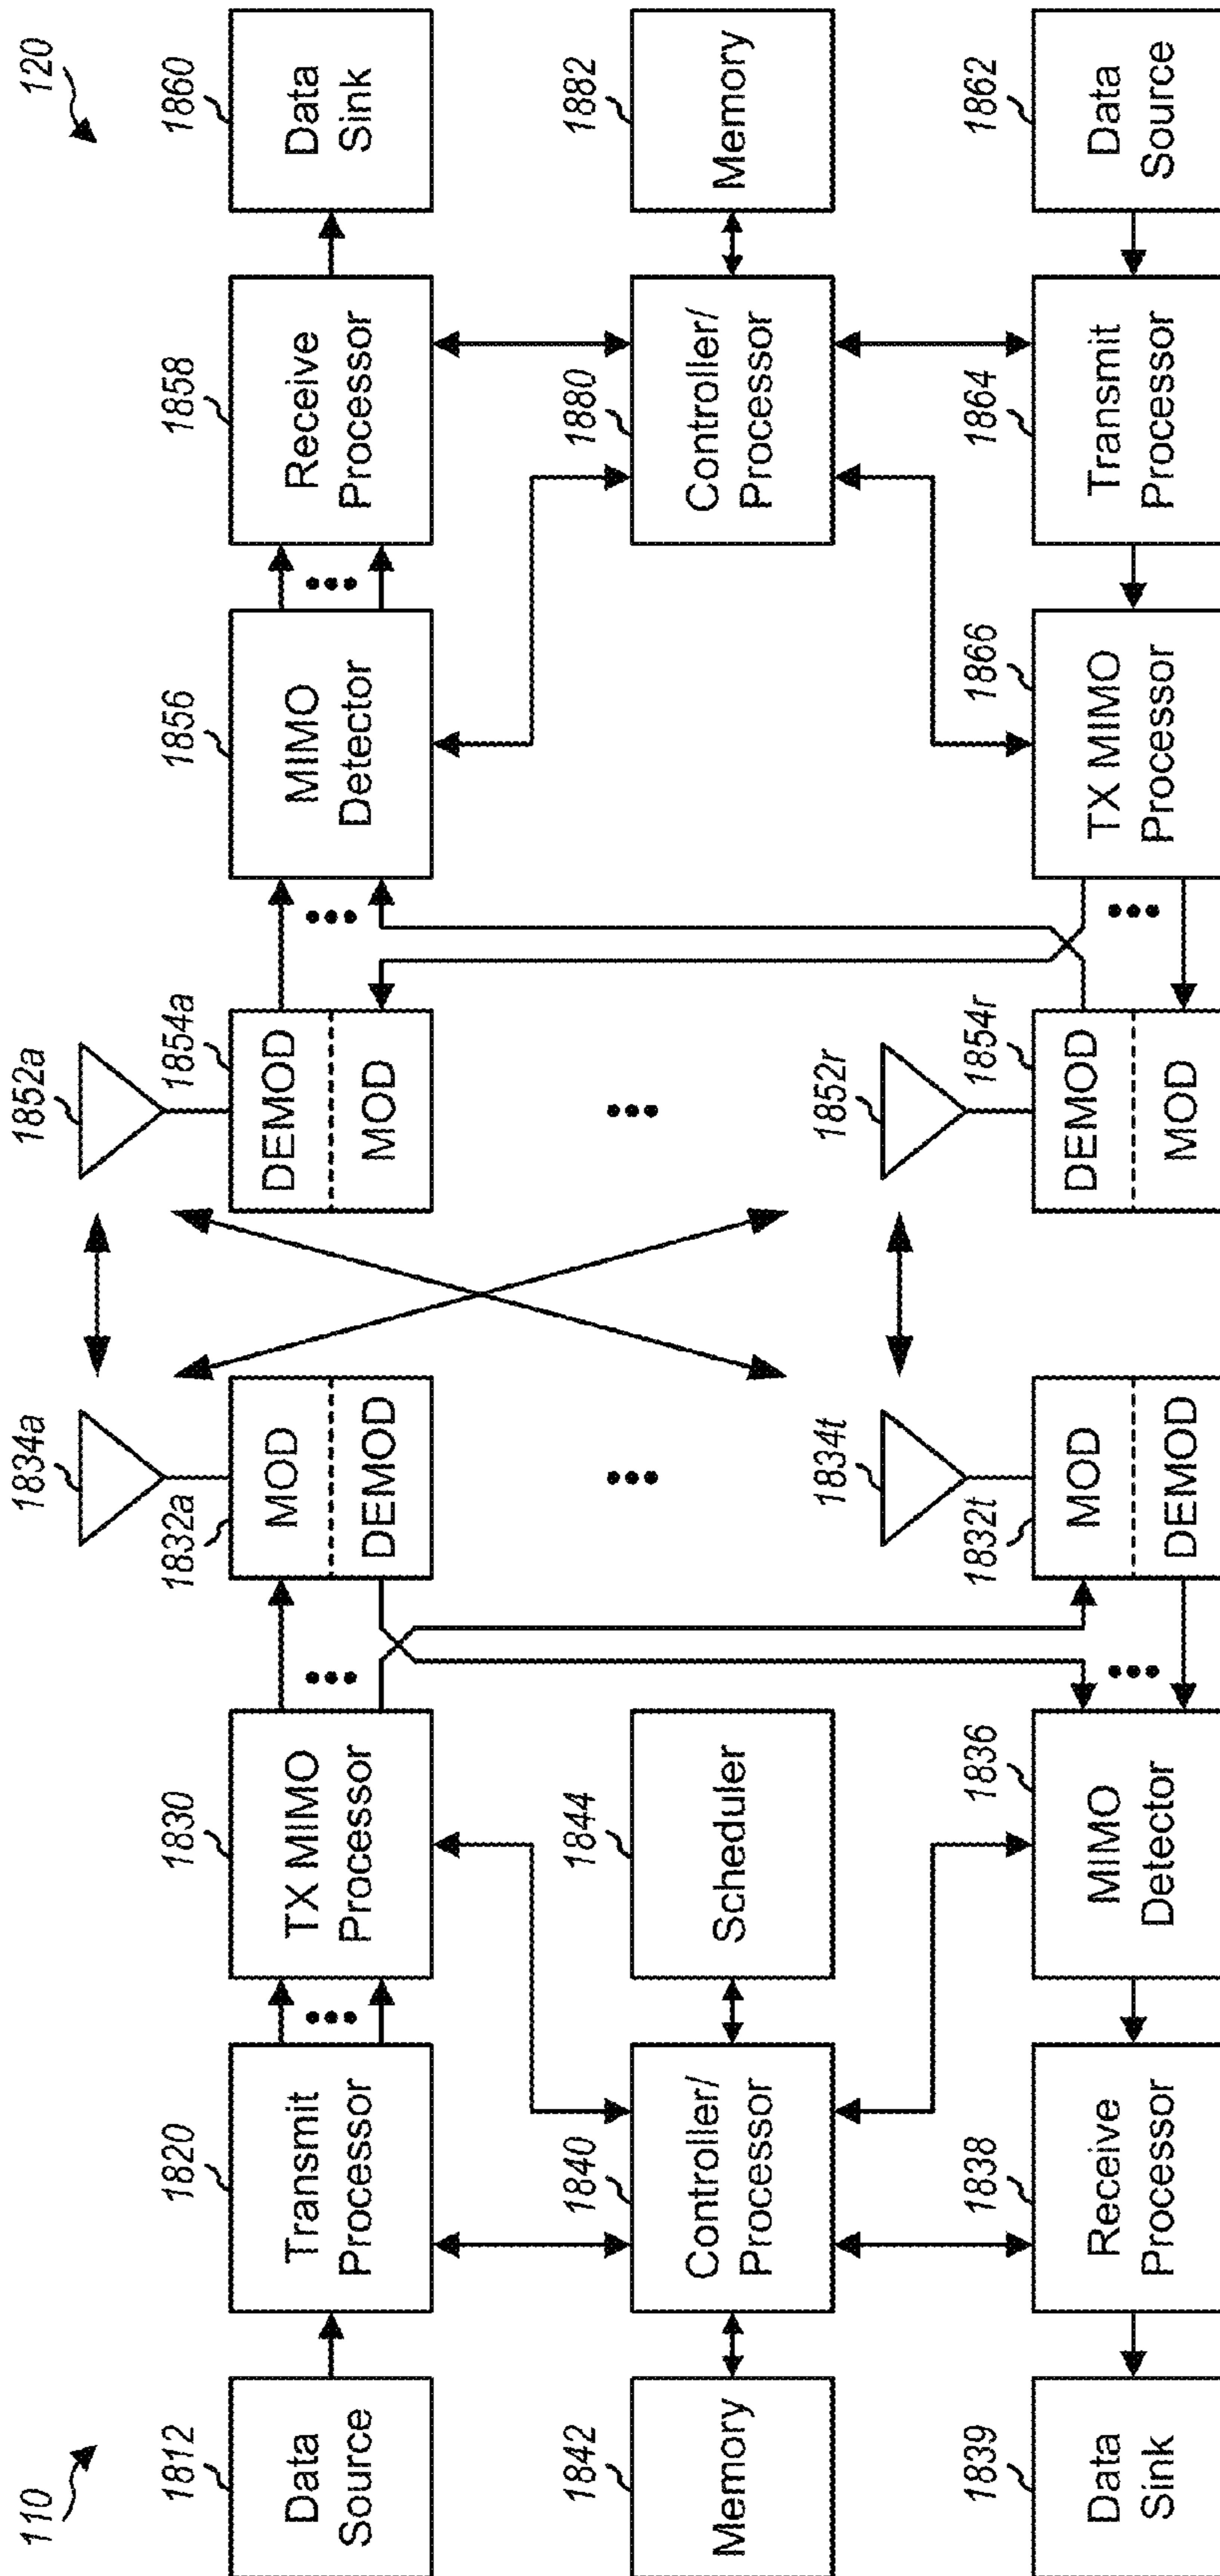 110
120
1812
Data
Source
1820
Transmit
Processor
1830
TX MIMO
Processor
1834a
1832a
MOD
DEMOD
1852a
1854a
DEMOD
MOD
1856
MIMO
Detector
1858
Receive
Processor
1860
Data
Sink
1842
Memory
1840
Controller/
Processor
1844
Scheduler
1880
Controller/
Processor
1882
Memory
1839
Data
Sink
1838
Receive
Processor
1836
MIMO
Detector
1834t
1832t
MOD
DEMOD
1852r
1854r
DEMOD
MOD
1866
TX MIMO
Processor
1864
Transmit
Processor
1862
Data
Source